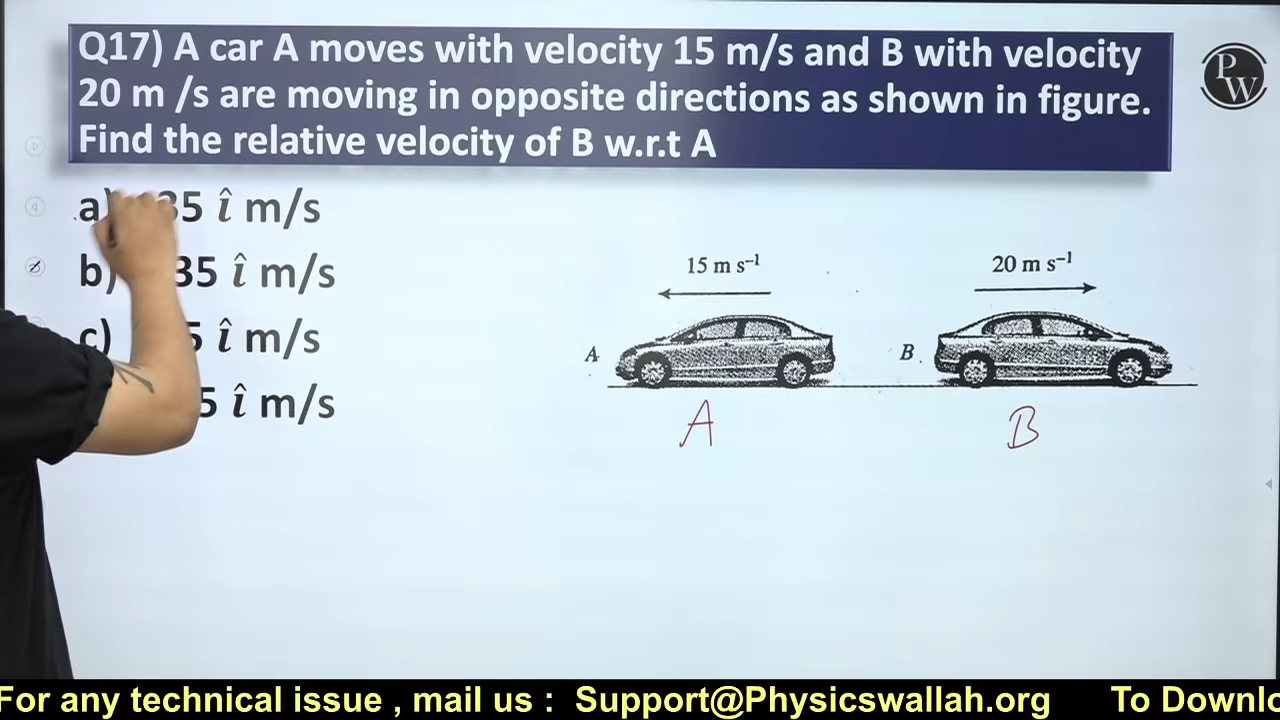 Q17) A car A moves with velocity 15 m/s and B with velocity
20 m /s are moving in opposite directions as shown in figure.
Find the relative velocity of B w.r.t A
PW
a) 35 î m/s
b) 35 î m/s
c) 5 î m/s
5 î m/s
15 m s⁻¹
20 m s⁻¹
A
B
A
B
For any technical issue , mail us : Support@Physicswallah.org To Downlo